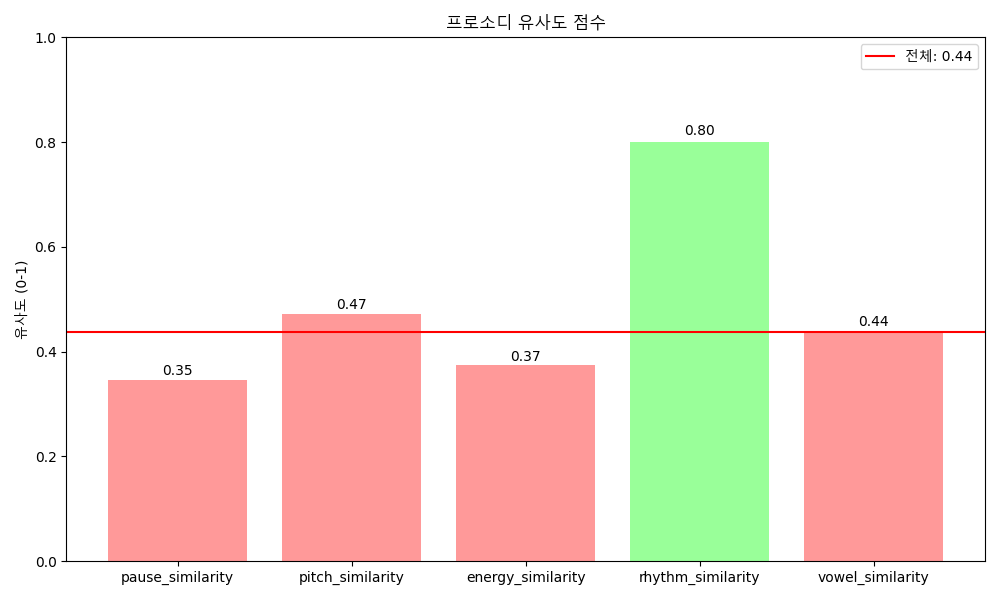 프로소디 유사도 점수
전체: 0.44
유사도 (0-1)
1.0
0.8
0.6
0.4
0.2
0.0
0.35
0.47
0.37
0.80
0.44
pause_similarity
pitch_similarity
energy_similarity
rhythm_similarity
vowel_similarity